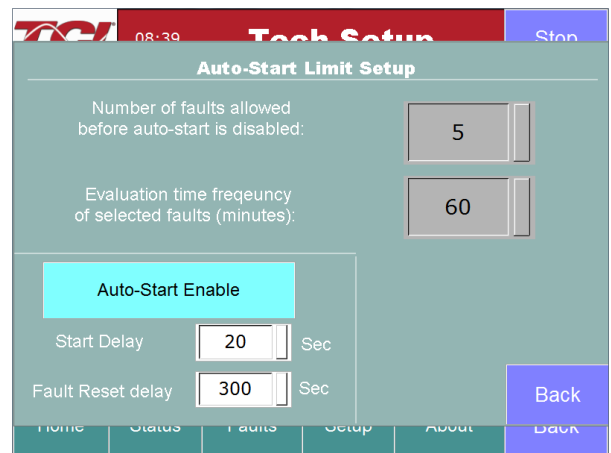 TCI
08:39
Tech Setup
Stop
Auto-Start Limit Setup
Number of faults allowed
before auto-start is disabled:
5
Evaluation time freqeuncy
of selected faults (minutes):
60
Auto-Start Enable
Start Delay
20
Sec
Fault Reset delay
300
Sec
Back
Home
Status
Faults
Setup
About
Back